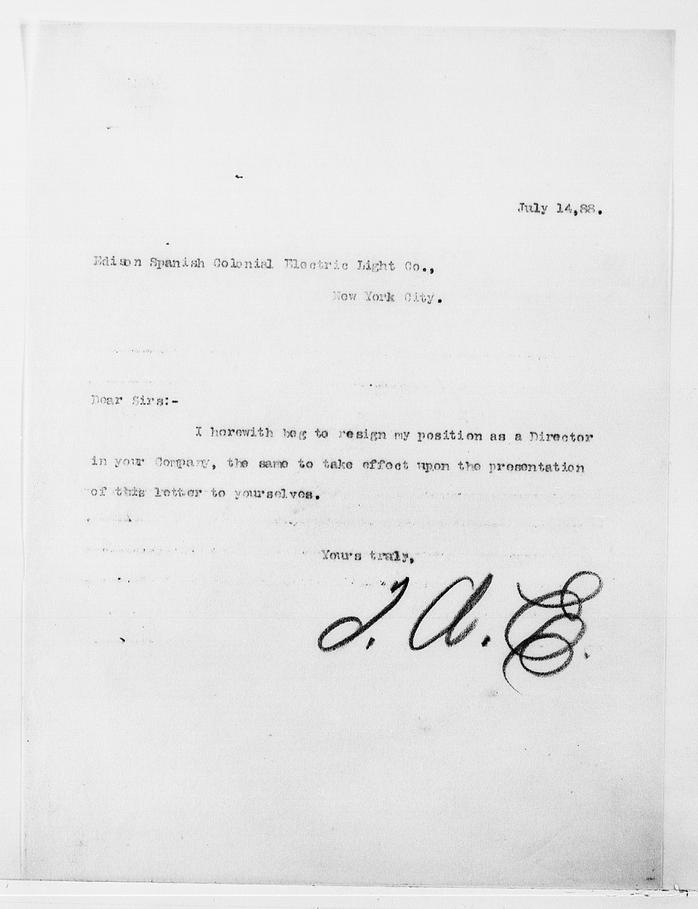 July 14,88.
Edison Spanish Colonial Electric Light Co.,
New York City.
Dear Sirs:-
I herewith beg to resign my position as a Director
in your Company, the same to take effect upon the presentation
of this letter to yourselves.
Yours truly,
T. A. E.